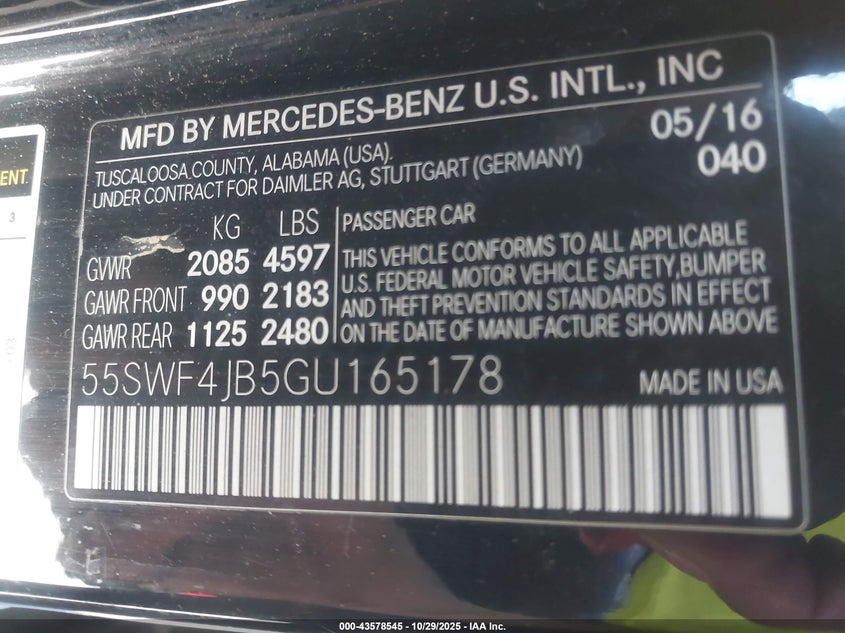 MFD BY MERCEDES-BENZ U.S. INTL., INC
TUSCALOOSA COUNTY, ALABAMA (USA).
UNDER CONTRACT FOR DAIMLER AG, STUTTGART (GERMANY)
05/16
040
KG LBS
GVWR 2085 4597
GAWR FRONT 990 2183
GAWR REAR 1125 2480
PASSENGER CAR
THIS VEHICLE CONFORMS TO ALL APPLICABLE
U.S. FEDERAL MOTOR VEHICLE SAFETY, BUMPER
AND THEFT PREVENTION STANDARDS IN EFFECT
ON THE DATE OF MANUFACTURE SHOWN ABOVE
55SWF4JB5GU165178
MADE IN USA
ENT
3
000-43578545 - 10/29/2025 - IAA Inc.